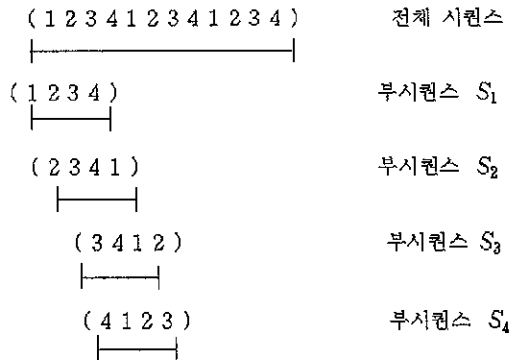 ( 1 2 3 4 1 2 3 4 1 2 3 4 ) 전체 시퀀스
( 1 2 3 4 ) 부시퀀스 S₁
( 2 3 4 1 ) 부시퀀스 S₂
( 3 4 1 2 ) 부시퀀스 S₃
( 4 1 2 3 ) 부시퀀스 S₄